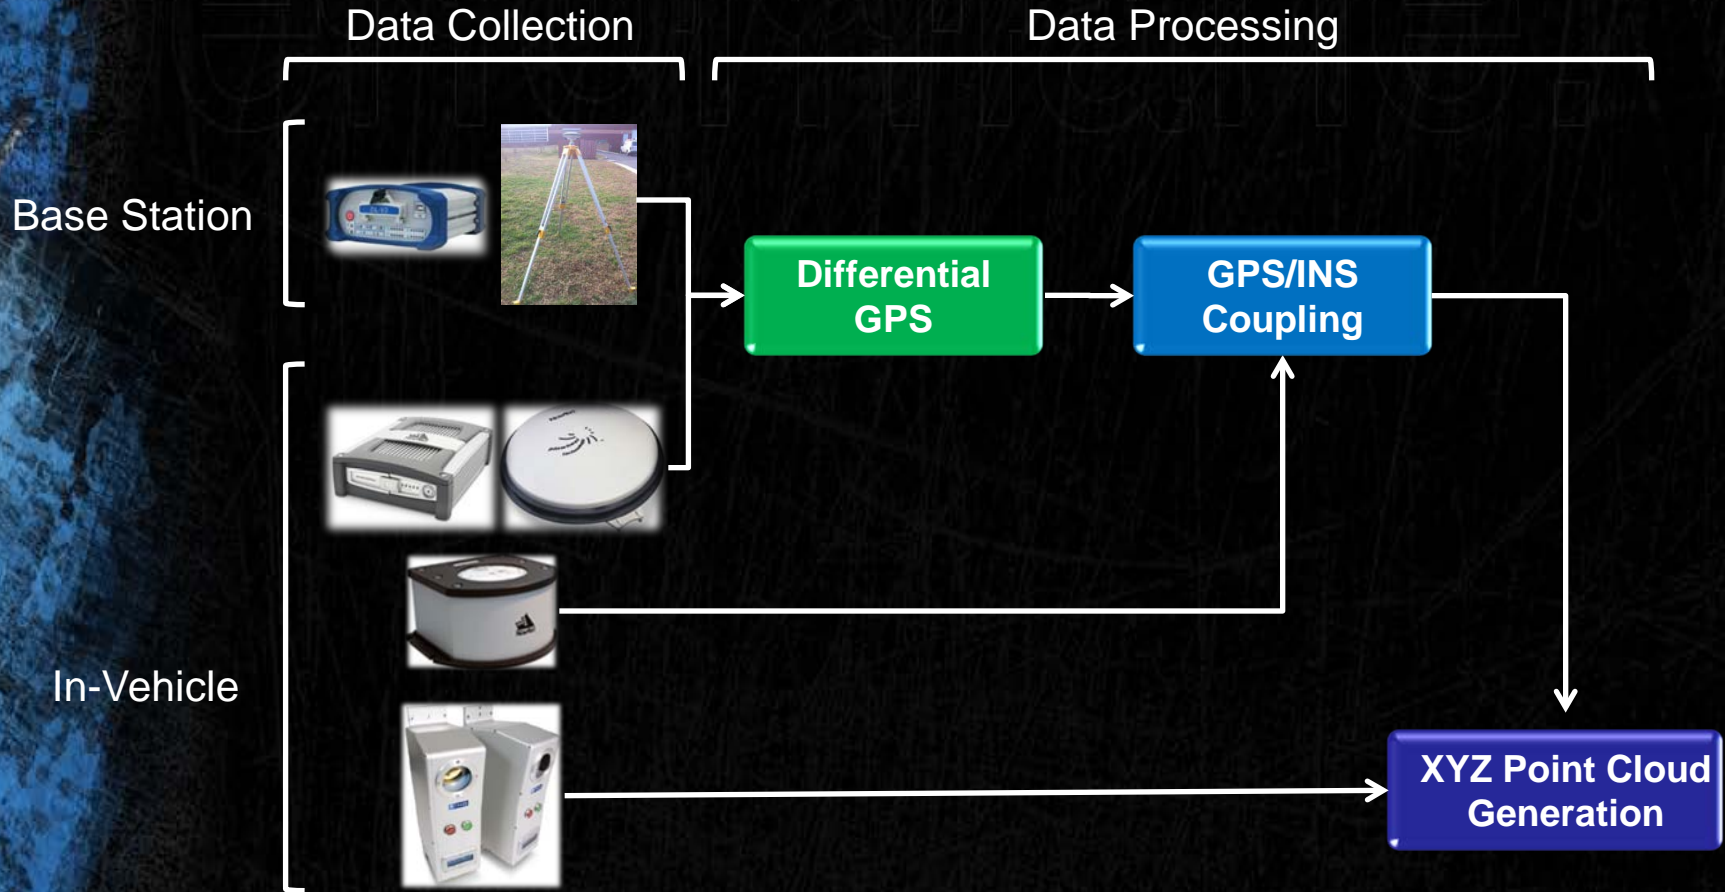 Data Collection
Data Processing
Base Station
Differential
GPS
GPS/INS
Coupling
In-Vehicle
XYZ Point Cloud
Generation